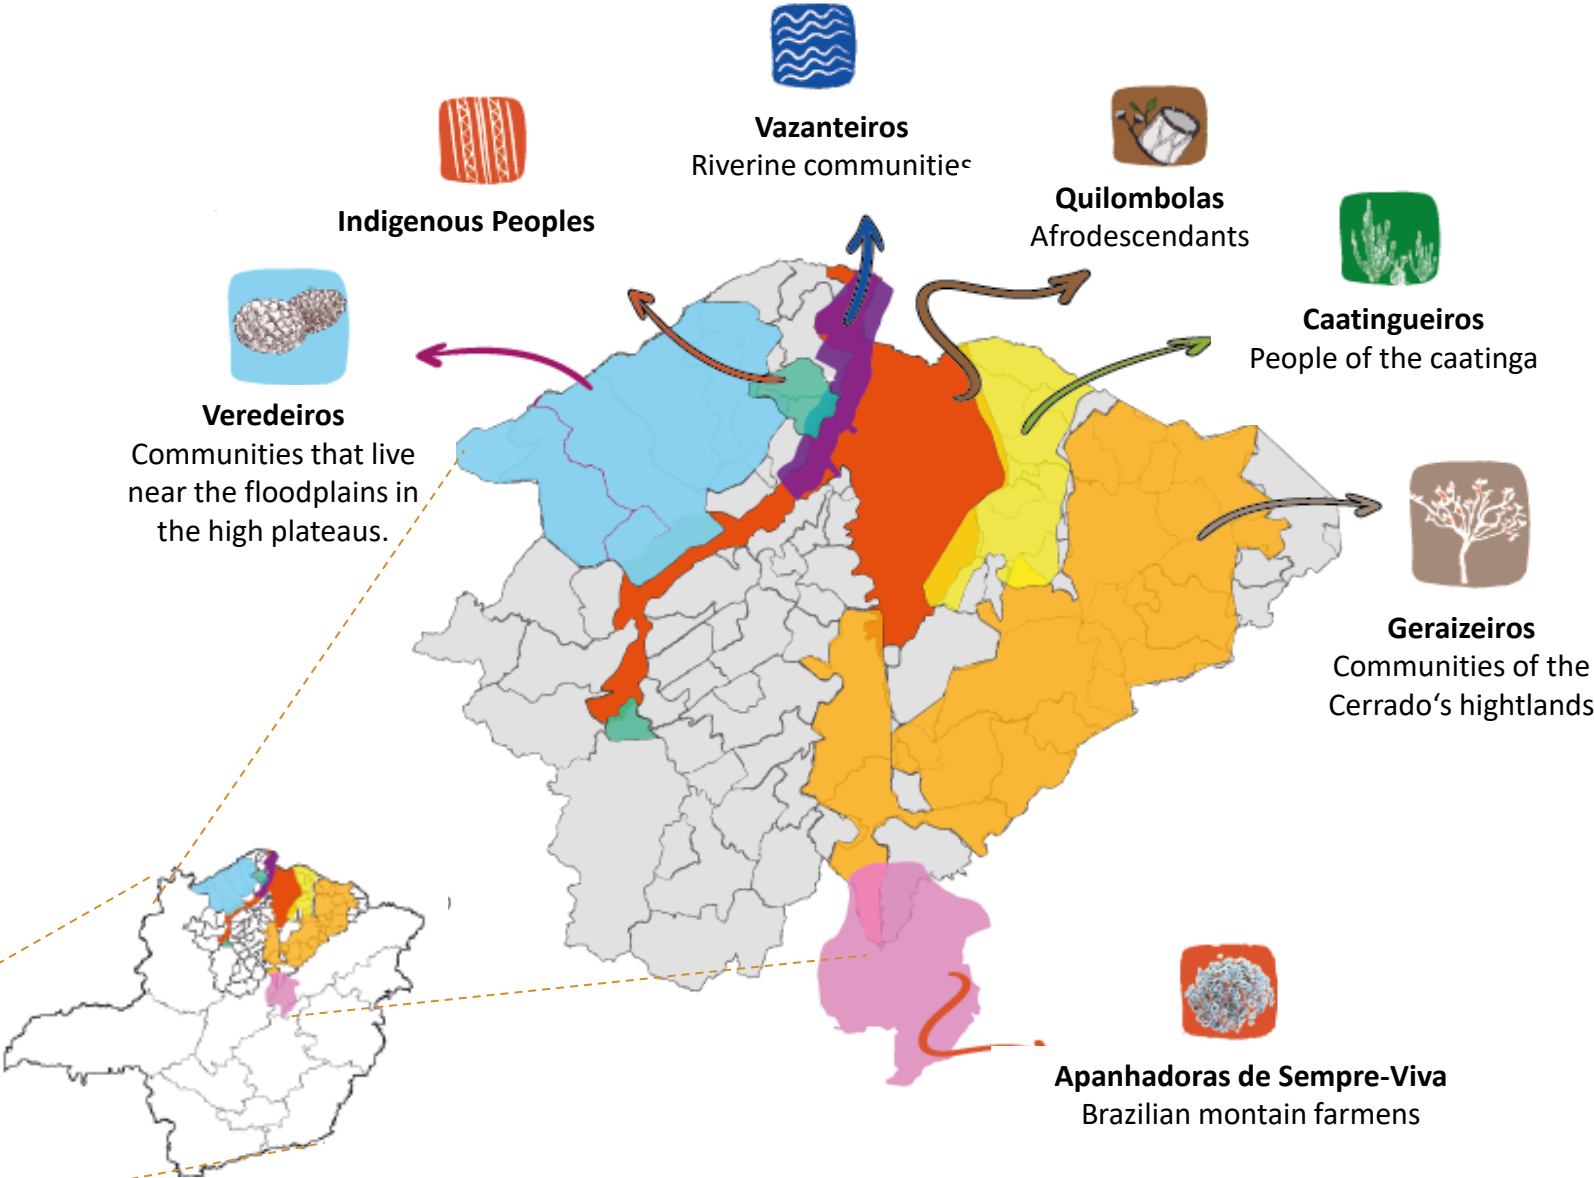 Vazanteiros
Riverine communities
Indigenous Peoples
Quilombolas
Afrodescendants
Caatingueiros
People of the caatinga
Veredeiros
Communities that live
near the floodplains in
the high plateaus.
Geraizeiros
Communities of the
Cerrado‘s hightlands
Apanhadoras de Sempre-Viva
Brazilian montain farmens